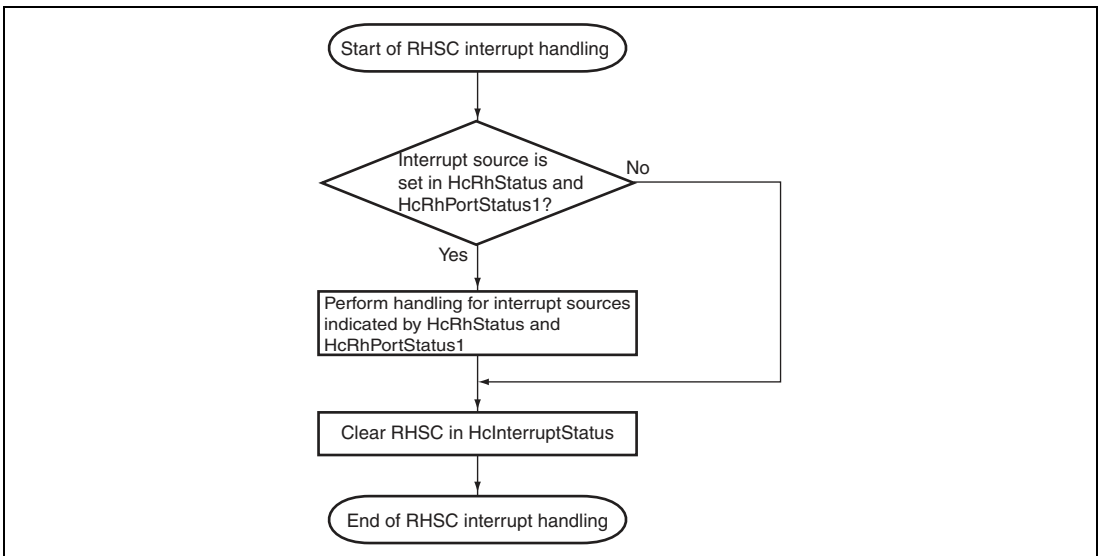 Start of RHSC interrupt handling
Interrupt source is
set in HcRhStatus and
HcRhPortStatus1?
No
Yes
Perform handling for interrupt sources
indicated by HcRhStatus and
HcRhPortStatus1
Clear RHSC in HcInterruptStatus
End of RHSC interrupt handling